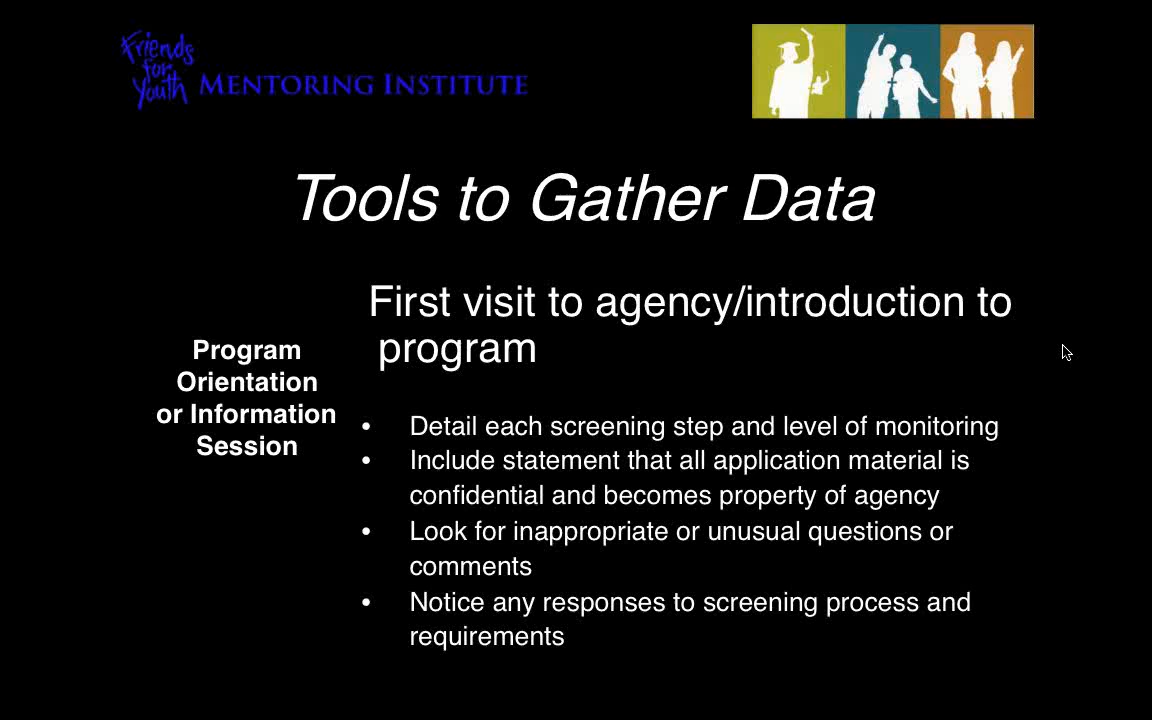 Friends
for
Youth
MENTORING INSTITUTE
Tools to Gather Data
First visit to agency/introduction to
program
Program
Orientation
or Information
Session
• Detail each screening step and level of monitoring
• Include statement that all application material is
confidential and becomes property of agency
• Look for inappropriate or unusual questions or
comments
• Notice any responses to screening process and
requirements